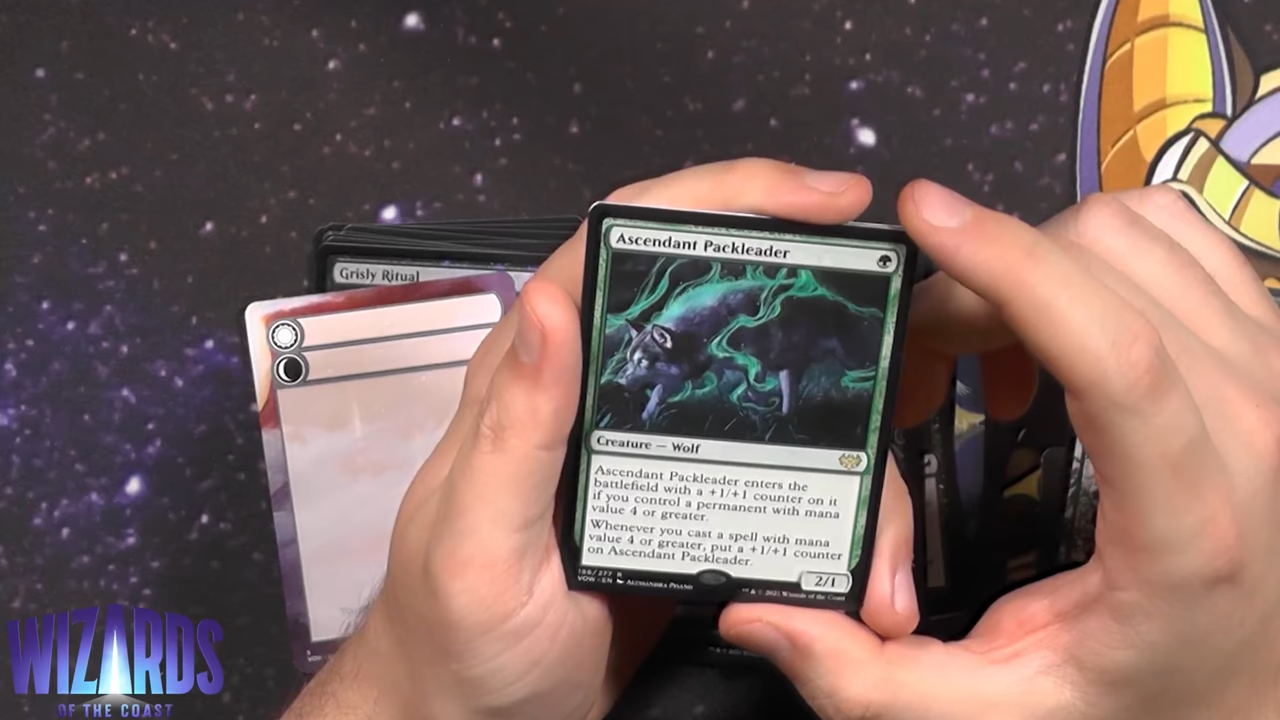 Grisly Ritual
Ascendant Packleader
Creature — Wolf
Ascendant Packleader enters the
battlefield with a +1/+1 counter on it
if you control a permanent with mana
value 4 or greater.
Whenever you cast a spell with mana
value 4 or greater, put a +1/+1 counter
on Ascendant Packleader.
186/277 R
VOW • EN Alessandra Pisano
2/1
™ & © 2021 Wizards of the Coast
WIZARDS
OF THE COAST